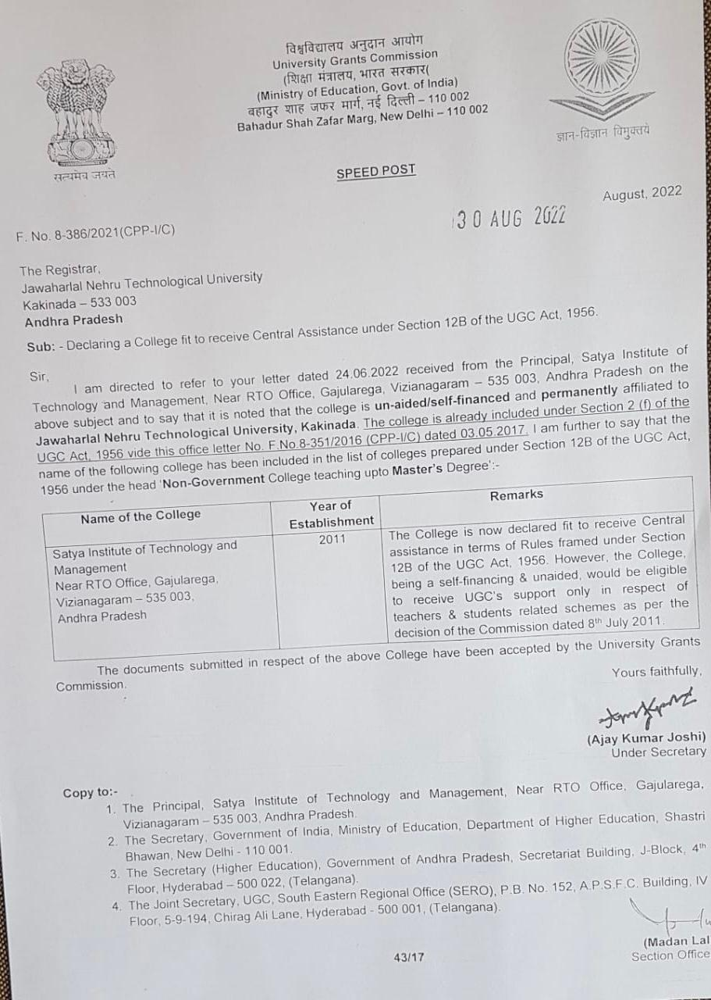 विश्वविद्यालय अनुदान आयोग
University Grants Commission
(शिक्षा मंत्रालय, भारत सरकार(
(Ministry of Education, Govt. of India)
बहादुर शाह जफर मार्ग, नई दिल्ली – 110 002
Bahadur Shah Zafar Marg, New Delhi – 110 002
सत्यमेव जयते
ज्ञान-विज्ञान विमुक्तये
SPEED POST
August, 2022
30 AUG 2022
F. No. 8-386/2021(CPP-I/C)
The Registrar,
Jawaharlal Nehru Technological University
Kakinada – 533 003
Andhra Pradesh
Sub: - Declaring a College fit to receive Central Assistance under Section 12B of the UGC Act, 1956.
Sir,
I am directed to refer to your letter dated 24.06.2022 received from the Principal, Satya Institute of
Technology and Management, Near RTO Office, Gajularega, Vizianagaram – 535 003, Andhra Pradesh on the
above subject and to say that it is noted that the college is un-aided/self-financed and permanently affiliated to
Jawaharlal Nehru Technological University, Kakinada. The college is already included under Section 2 (f) of the
UGC Act, 1956 vide this office letter No. F.No.8-351/2016 (CPP-I/C) dated 03.05.2017. I am further to say that the
name of the following college has been included in the list of colleges prepared under Section 12B of the UGC Act,
1956 under the head 'Non-Government College teaching upto Master's Degree':-
Name of the College
Year of
Establishment
Remarks
Satya Institute of Technology and
Management
Near RTO Office, Gajularega,
Vizianagaram – 535 003,
Andhra Pradesh
2011
The College is now declared fit to receive Central
assistance in terms of Rules framed under Section
12B of the UGC Act, 1956. However, the College,
being a self-financing & unaided, would be eligible
to receive UGC's support only in respect of
teachers & students related schemes as per the
decision of the Commission dated 8th July 2011.
The documents submitted in respect of the above College have been accepted by the University Grants
Commission.
Yours faithfully,
(Ajay Kumar Joshi)
Under Secretary
Copy to:-
1. The Principal, Satya Institute of Technology and Management, Near RTO Office, Gajularega,
Vizianagaram – 535 003, Andhra Pradesh.
2. The Secretary, Government of India, Ministry of Education, Department of Higher Education, Shastri
Bhawan, New Delhi - 110 001.
3. The Secretary (Higher Education), Government of Andhra Pradesh, Secretariat Building, J-Block, 4th
Floor, Hyderabad – 500 022, (Telangana).
4. The Joint Secretary, UGC, South Eastern Regional Office (SERO), P.B. No. 152, A.P.S.F.C. Building, IV
Floor, 5-9-194, Chirag Ali Lane, Hyderabad - 500 001, (Telangana).
(Madan Lal
Section Office
43/17